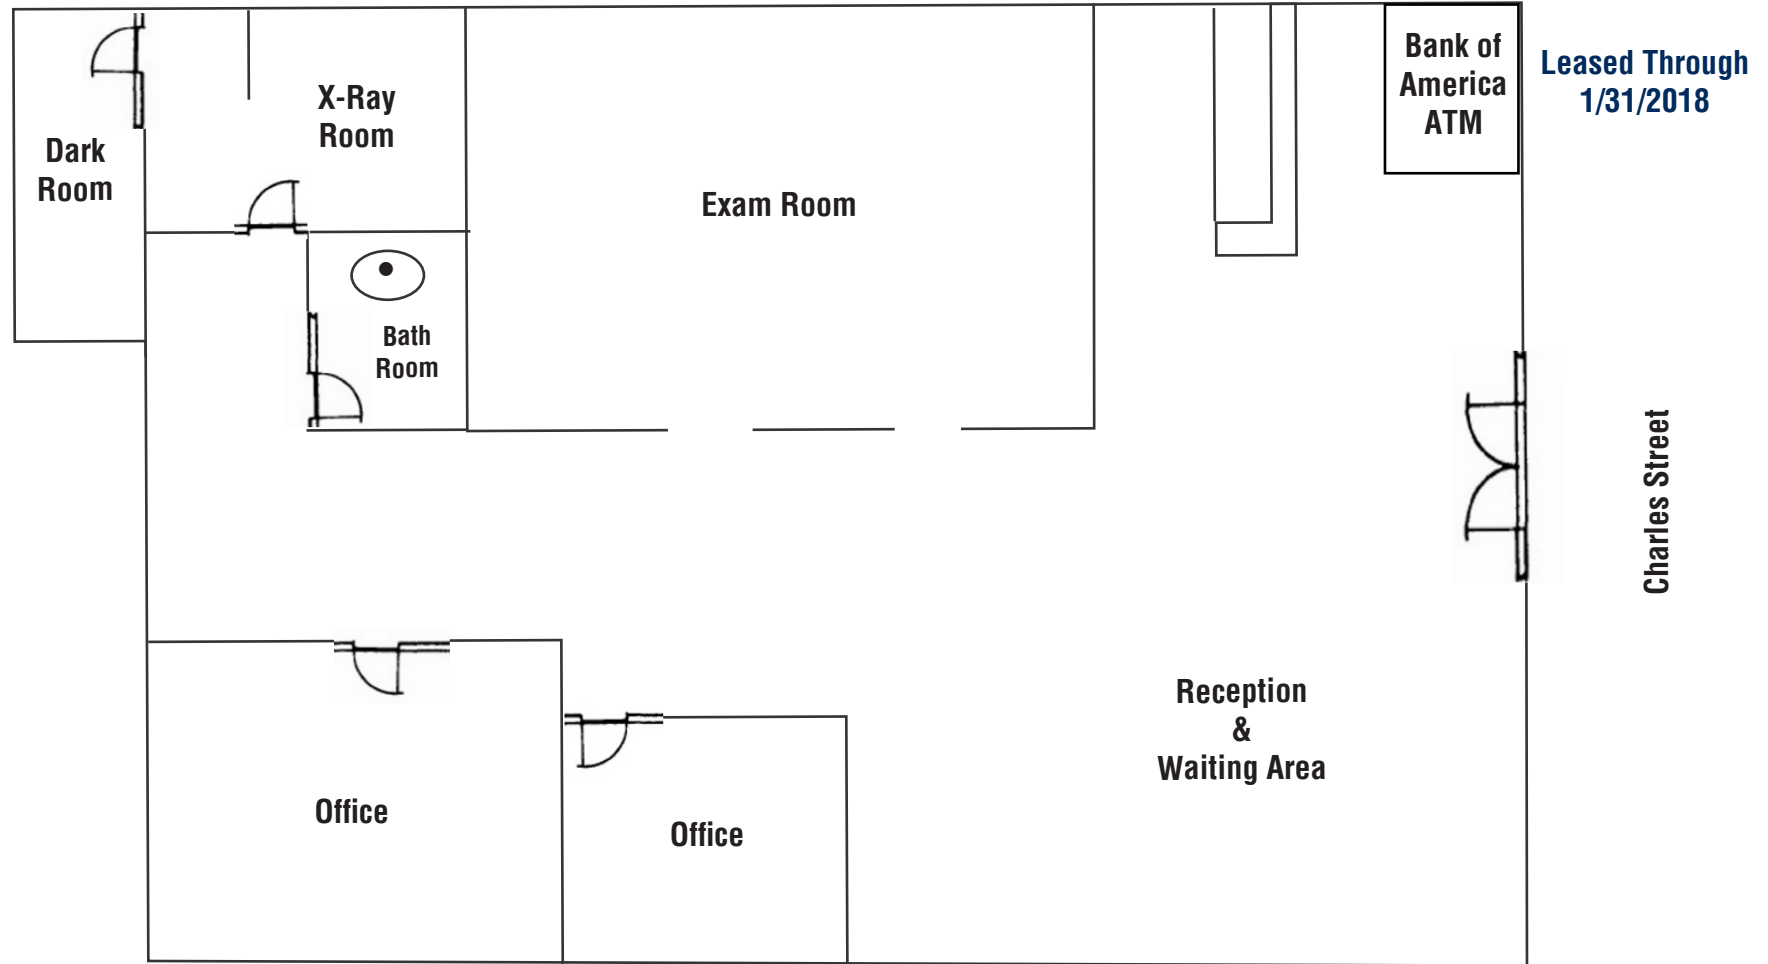 Bank of
America
ATM
Leased Through
1/31/2018
X-Ray
Room
Dark
Room
Exam Room
Bath
Room
Charles Street
Reception
&
Waiting Area
Office
Office